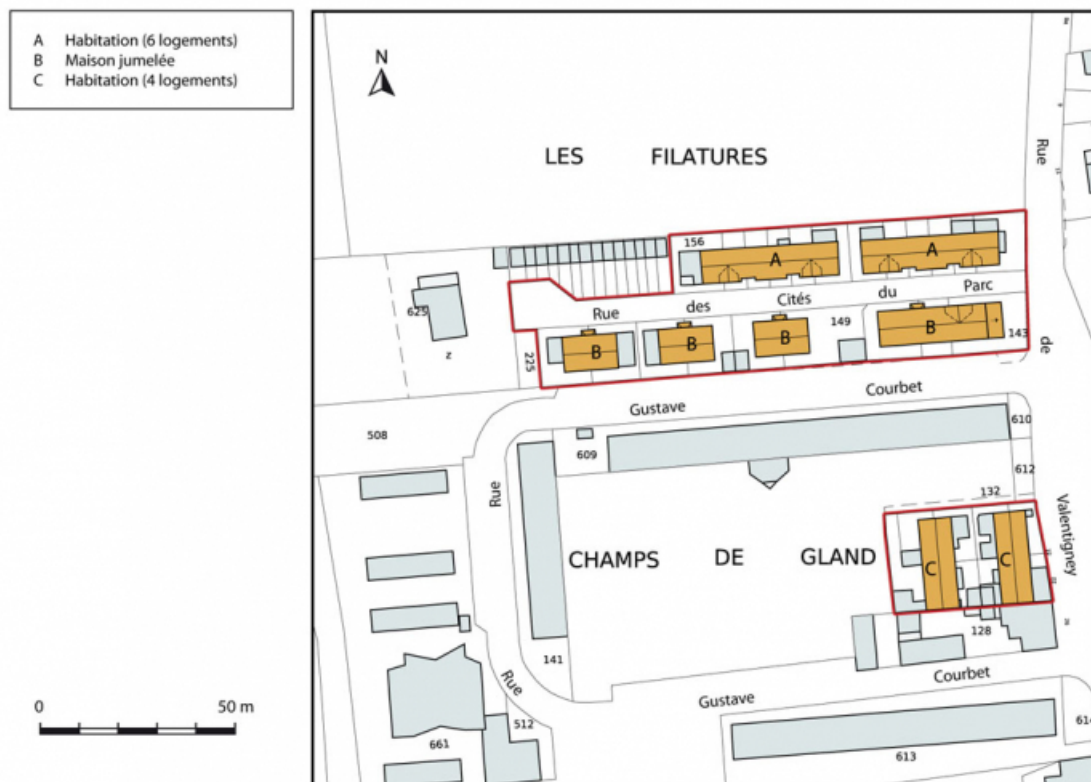 A Habitation (6 logements)
B Maison jumelée
C Habitation (4 logements)
N
LES FILATURES
Rue
156
A
A
Rue des Cités du Parc
625
z
225
B
B
B
149
B
143
de
Gustave Courbet
508
609
610
612
Rue
132
Valentigney
CHAMPS DE GLAND
C
C
128
141
Rue
Gustave Courbet
512
661
613
614
0 50 m